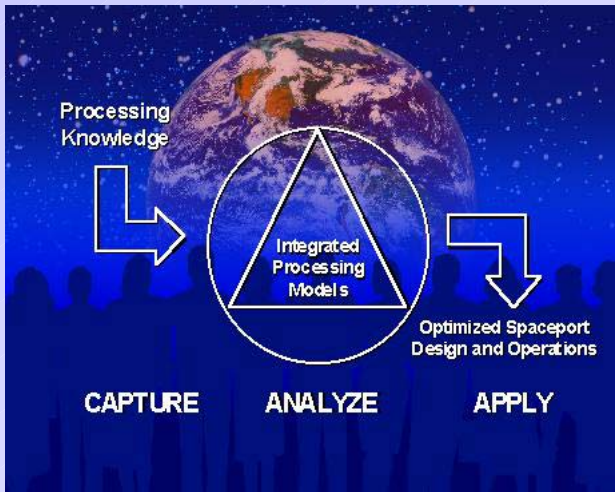 Processing
Knowledge
Integrated
Processing
Models
Optimized Spaceport
Design and Operations
CAPTURE ANALYZE APPLY